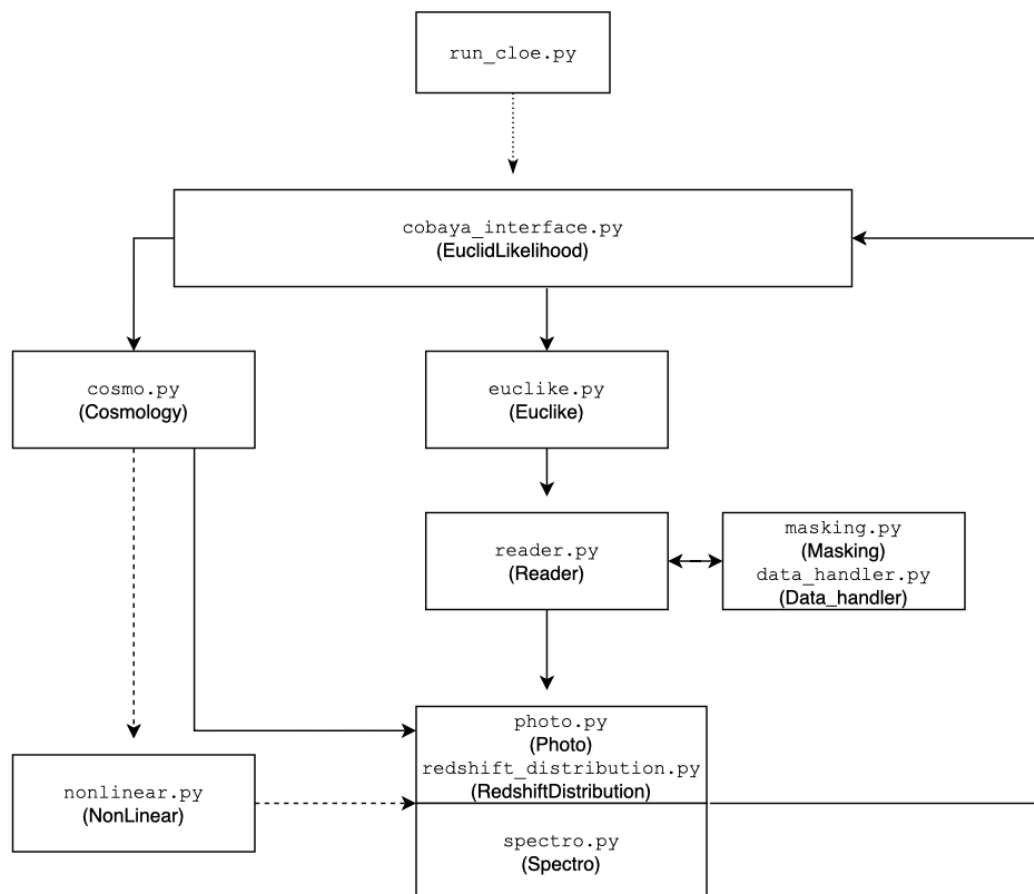 run_cloe.py
cobaya_interface.py
(EuclidLikelihood)
cosmo.py
(Cosmology)
euclike.py
(Euclike)
reader.py
(Reader)
masking.py
(Masking)
data_handler.py
(Data_handler)
photo.py
(Photo)
redshift_distribution.py
(RedshiftDistribution)
nonlinear.py
(NonLinear)
spectro.py
(Spectro)